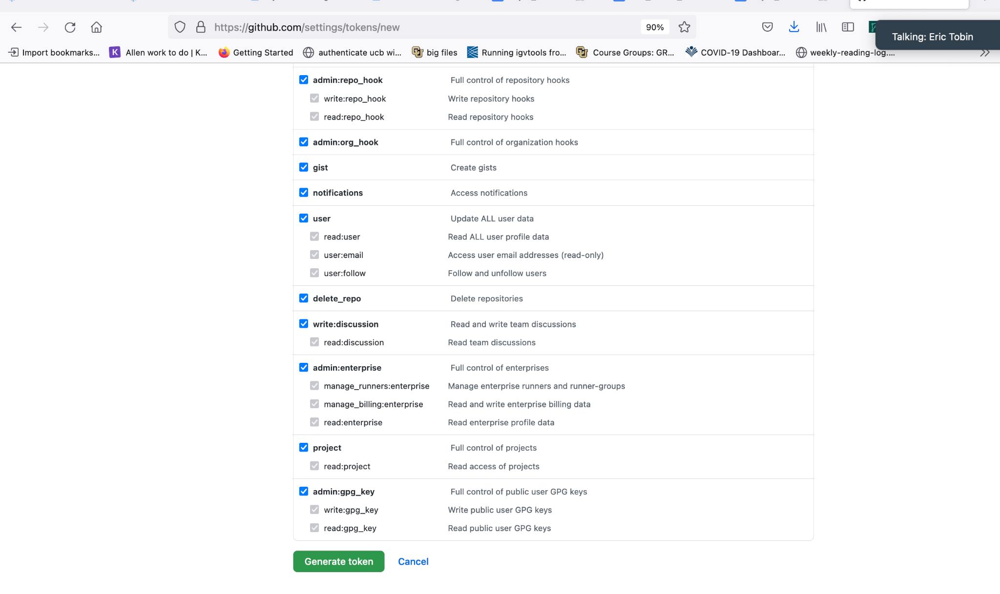 https://github.com/settings/tokens/new 90%
Talking: Eric Tobin
Import bookmarks... K Allen work to do | K... Getting Started authenticate ucb wi... big files Running igvtools fro... Course Groups: GR... COVID-19 Dashboar... weekly-reading-log....
admin:repo_hook Full control of repository hooks
write:repo_hook Write repository hooks
read:repo_hook Read repository hooks
admin:org_hook Full control of organization hooks
gist Create gists
notifications Access notifications
user Update ALL user data
read:user Read ALL user profile data
user:email Access user email addresses (read-only)
user:follow Follow and unfollow users
delete_repo Delete repositories
write:discussion Read and write team discussions
read:discussion Read team discussions
admin:enterprise Full control of enterprises
manage_runners:enterprise Manage enterprise runners and runner-groups
manage_billing:enterprise Read and write enterprise billing data
read:enterprise Read enterprise profile data
project Full control of projects
read:project Read access of projects
admin:gpg_key Full control of public user GPG keys
write:gpg_key Write public user GPG keys
read:gpg_key Read public user GPG keys
Generate token Cancel